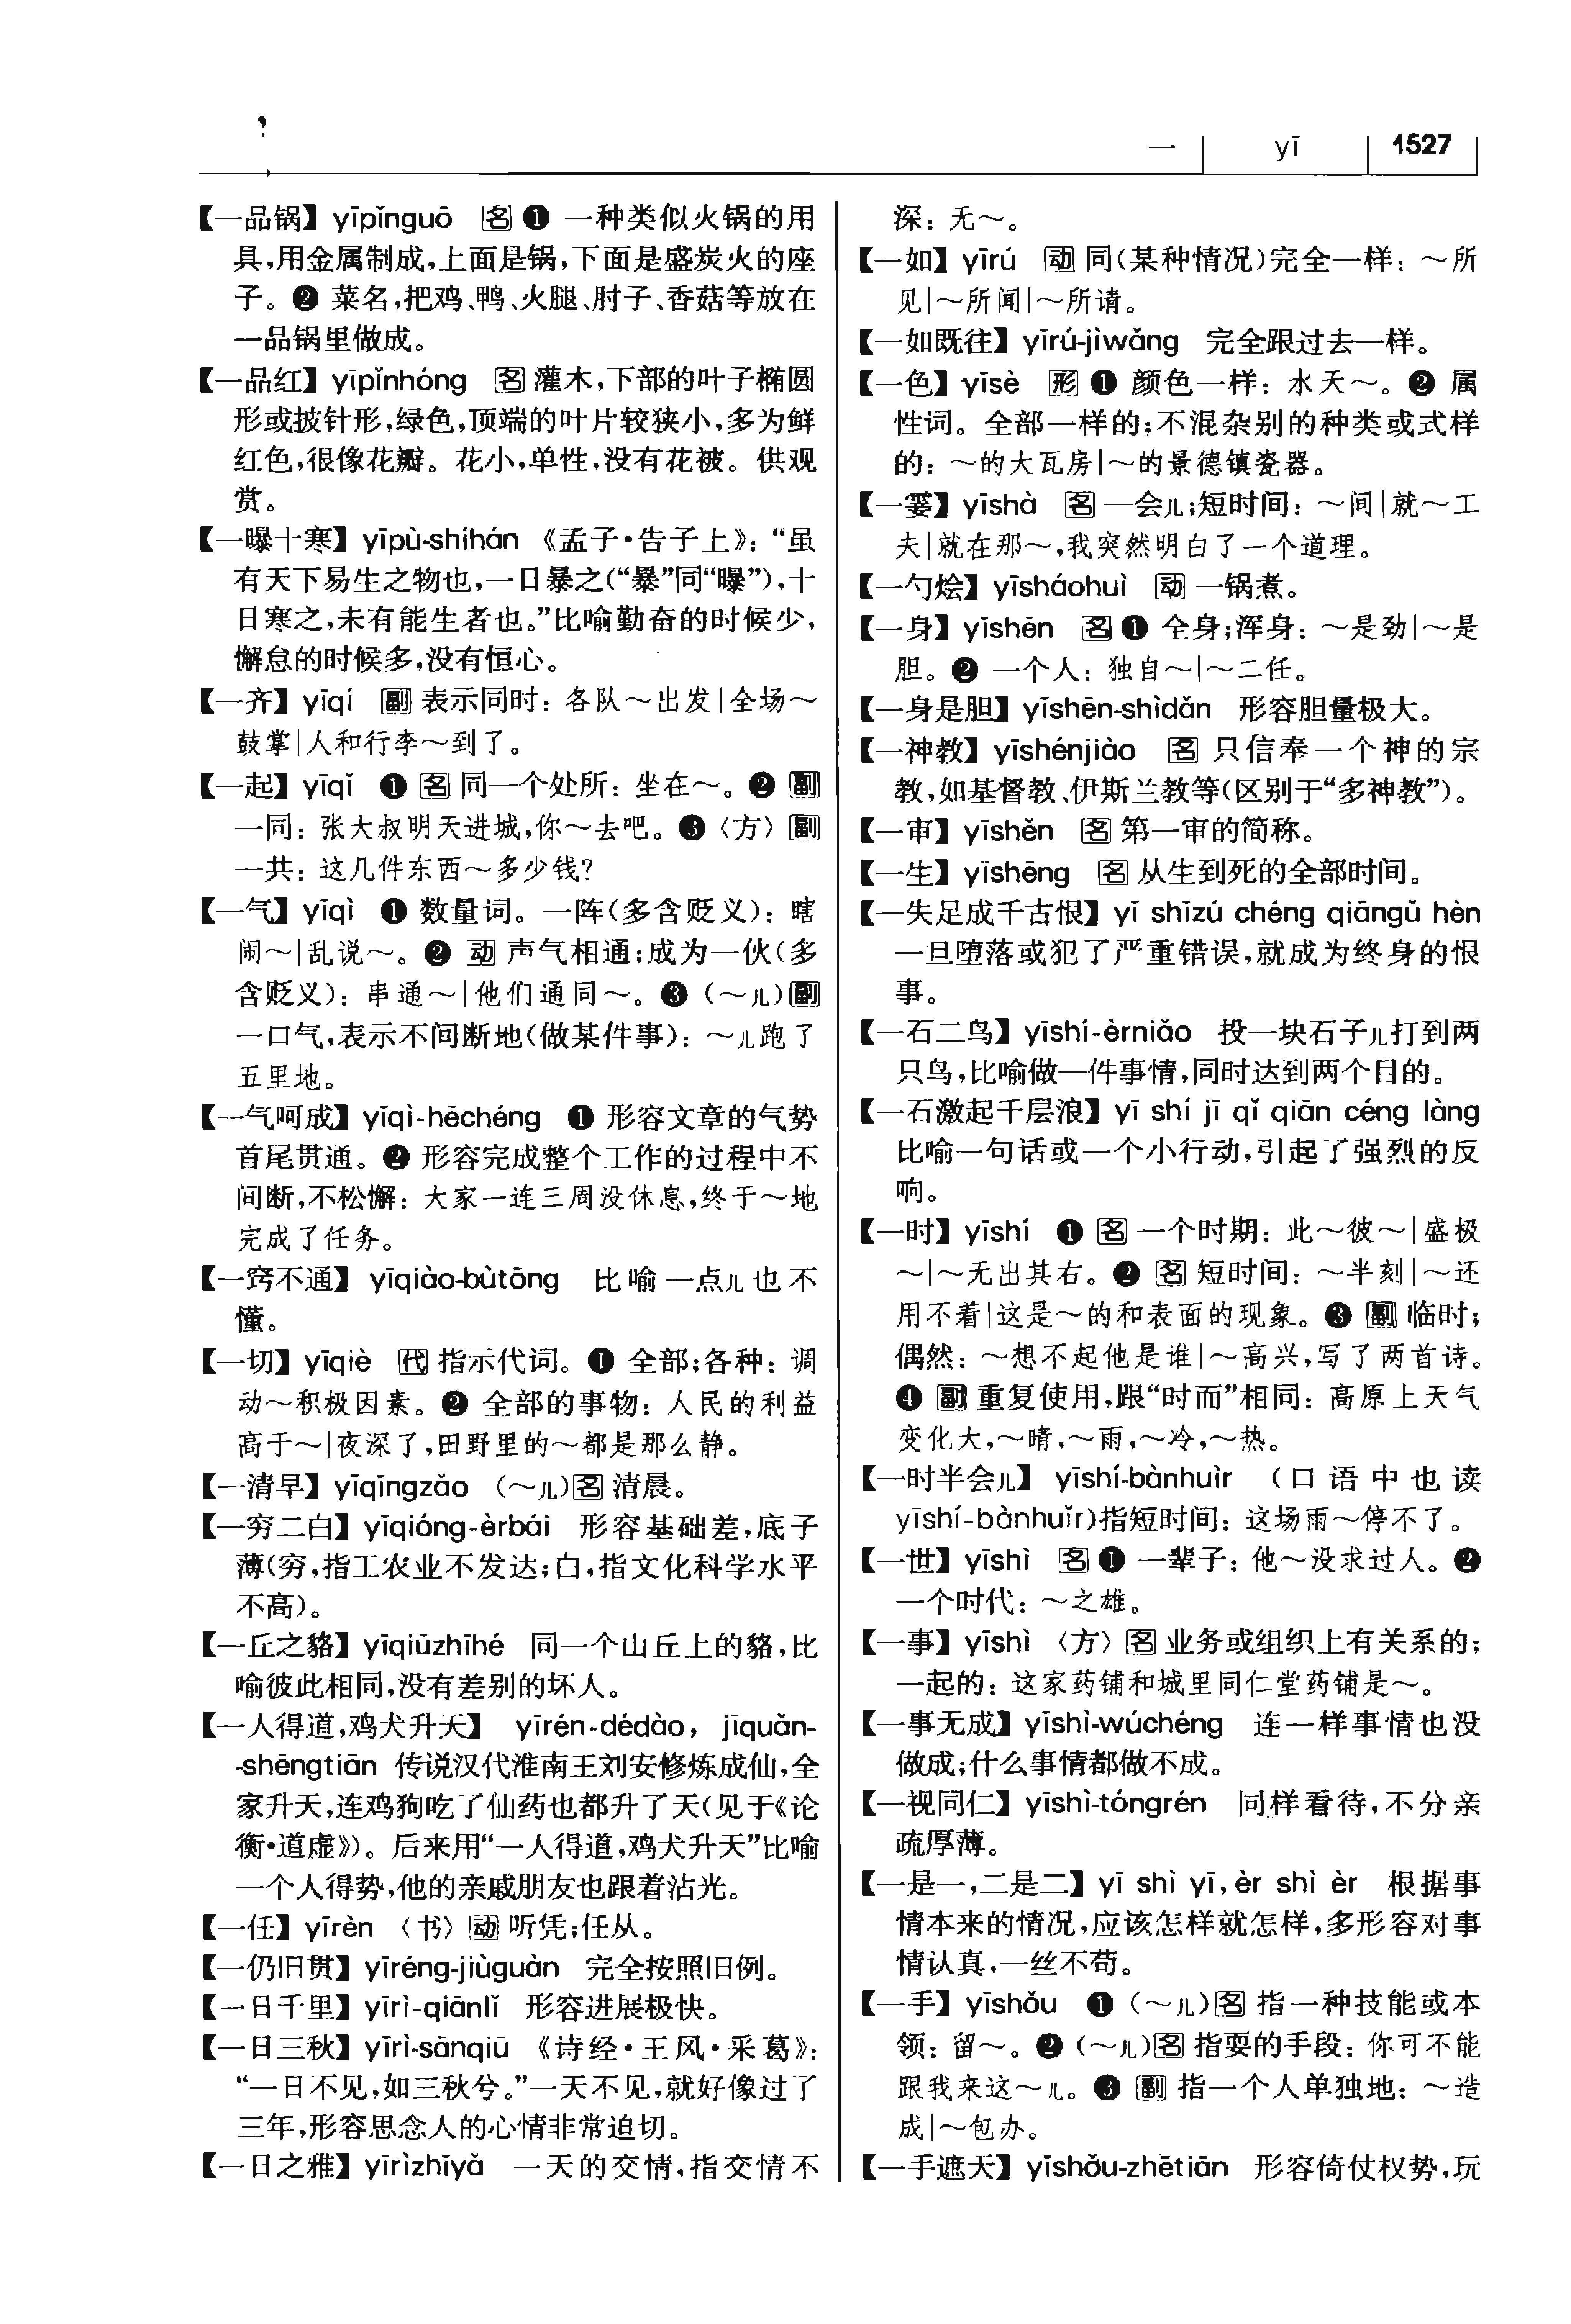 一 yī 1527
【一品锅】yīpǐnguō 名❶ 一种类似火锅的用
具,用金属制成,上面是锅,下面是盛炭火的座
子。❷ 菜名,把鸡、鸭、火腿、肘子、香菇等放在
一品锅里做成。
【一品红】yīpǐnhóng 名 灌木,下部的叶子椭圆
形或披针形,绿色,顶端的叶片较狭小,多为鲜
红色,很像花瓣。花小,单性,没有花被。供观
赏。
【一曝十寒】yīpù-shíhán 《孟子·告子上》:“虽
有天下易生之物也,一日暴之(“暴”同“曝”),十
日寒之,未有能生者也。”比喻勤奋的时候少,
懈怠的时候多,没有恒心。
【一齐】yīqí 副 表示同时:各队~出发|全场~
鼓掌|人和行李~到了。
【一起】yīqǐ ❶ 名 同一个处所:坐在~。❷ 副
一同:张大叔明天进城,你~去吧。❸〈方〉副
一共:这几件东西~多少钱?
【一气】yīqì ❶ 数量词。一阵(多含贬义):瞎
闹~|乱说~。❷ 动 声气相通;成为一伙(多
含贬义):串通~|他们通同~。❸ (~儿)副
一口气,表示不间断地(做某件事):~儿跑了
五里地。
【一气呵成】yīqì-hēchéng ❶ 形容文章的气势
首尾贯通。❷ 形容完成整个工作的过程中不
间断,不松懈:大家一连三周没休息,终于~地
完成了任务。
【一窍不通】yīqiào-bùtōng 比喻一点儿也不
懂。
【一切】yīqiè 代 指示代词。❶ 全部;各种:调
动~积极因素。❷ 全部的事物:人民的利益
高于~|夜深了,田野里的~都是那么静。
【一清早】yīqīngzǎo (~儿)名 清晨。
【一穷二白】yīqióng-èrbái 形容基础差,底子
薄(穷,指工农业不发达;白,指文化科学水平
不高)。
【一丘之貉】yīqiūzhīhé 同一个山丘上的貉,比
喻彼此相同,没有差别的坏人。
【一人得道,鸡犬升天】 yīrén-dédào, jīquǎn-
-shēngtiān 传说汉代淮南王刘安修炼成仙,全
家升天,连鸡狗吃了仙药也都升了天(见于《论
衡·道虚》)。后来用“一人得道,鸡犬升天”比喻
一个人得势,他的亲戚朋友也跟着沾光。
【一任】yīrèn 〈书〉动 听凭;任从。
【一仍旧贯】yīréng-jiùguàn 完全按照旧例。
【一日千里】yīrì-qiānlǐ 形容进展极快。
【一日三秋】yīrì-sānqiū 《诗经·王风·采葛》:
“一日不见,如三秋兮。”一天不见,就好像过了
三年,形容思念人的心情非常迫切。
【一日之雅】yīrìzhīyǎ 一天的交情,指交情不
深:无~。
【一如】yīrú 动 同(某种情况)完全一样:~所
见|~所闻|~所请。
【一如既往】yīrú-jìwǎng 完全跟过去一样。
【一色】yīsè 形 ❶ 颜色一样:水天~。❷ 属
性词。全部一样的;不混杂别的种类或式样
的:~的大瓦房|~的景德镇瓷器。
【一霎】yīshà 名 一会儿;短时间:~间|就~工
夫|就在那~,我突然明白了一个道理。
【一勺烩】yīsháohuì 动 一锅煮。
【一身】yīshēn 名❶ 全身;浑身:~是劲|~是
胆。❷ 一个人:独自~|~二任。
【一身是胆】yīshēn-shìdǎn 形容胆量极大。
【一神教】yīshénjiào 名 只信奉一个神的宗
教,如基督教、伊斯兰教等(区别于“多神教”)。
【一审】yīshěn 名 第一审的简称。
【一生】yīshēng 名 从生到死的全部时间。
【一失足成千古恨】yī shīzú chéng qiāngǔ hèn
一旦堕落或犯了严重错误,就成为终身的恨
事。
【一石二鸟】yīshí-èrniǎo 投一块石子儿打到两
只鸟,比喻做一件事情,同时达到两个目的。
【一石激起千层浪】yī shí jī qǐ qiān céng làng
比喻一句话或一个小行动,引起了强烈的反
响。
【一时】yīshí ❶ 名 一个时期:此~彼~|盛极
~|~无出其右。❷ 名 短时间:~半刻|~还
用不着|这是~的和表面的现象。❸ 副 临时;
偶然:~想不起他是谁|~高兴,写了两首诗。
❹ 副 重复使用,跟“时而”相同:高原上天气
变化大,~晴,~雨,~冷,~热。
【一时半会儿】 yīshí-bànhuìr (口语中也读
yīshí-bànhuǐr)指短时间:这场雨~停不了。
【一世】yīshì 名❶ 一辈子:他~没求过人。❷
一个时代:~之雄。
【一事】yīshì 〈方〉名 业务或组织上有关系的;
一起的:这家药铺和城里同仁堂药铺是~。
【一事无成】yīshì-wúchéng 连一样事情也没
做成;什么事情都做不成。
【一视同仁】yīshì-tóngrén 同样看待,不分亲
疏厚薄。
【一是一,二是二】yī shì yī,èr shì èr 根据事
情本来的情况,应该怎样就怎样,多形容对事
情认真,一丝不苟。
【一手】yīshǒu ❶ (~儿)名 指一种技能或本
领:留~。❷ (~儿)名 指耍的手段:你可不能
跟我来这~儿。❸ 副 指一个人单独地:~造
成|~包办。
【一手遮天】yīshǒu-zhētiān 形容倚仗权势,玩